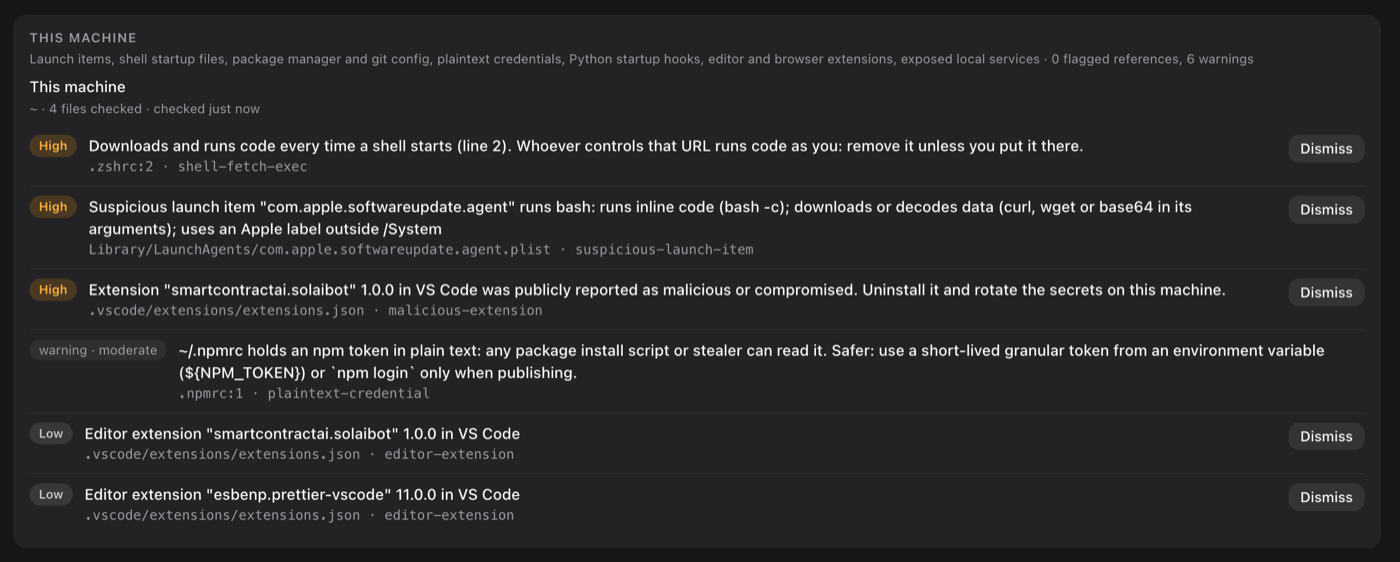 THIS MACHINE
Launch items, shell startup files, package manager and git config, plaintext credentials, Python startup hooks, editor and browser extensions, exposed local services · 0 flagged references, 6 warnings
This machine
~ · 4 files checked · checked just now
High
Downloads and runs code every time a shell starts (line 2). Whoever controls that URL runs code as you: remove it unless you put it there.
Dismiss
.zshrc:2 · shell-fetch-exec
High
Suspicious launch item "com.apple.softwareupdate.agent" runs bash: runs inline code (bash -c); downloads or decodes data (curl, wget or base64 in its
arguments); uses an Apple label outside /System
Dismiss
Library/LaunchAgents/com.apple.softwareupdate.agent.plist · suspicious-launch-item
High
Extension "smartcontractai.solaibot" 1.0.0 in VS Code was publicly reported as malicious or compromised. Uninstall it and rotate the secrets on this machine.
Dismiss
.vscode/extensions/extensions.json · malicious-extension
warning · moderate
~/.npmrc holds an npm token in plain text: any package install script or stealer can read it. Safer: use a short-lived granular token from an environment variable
(${NPM_TOKEN}) or `npm login` only when publishing.
.npmrc:1 · plaintext-credential
Low
Editor extension "smartcontractai.solaibot" 1.0.0 in VS Code
Dismiss
.vscode/extensions/extensions.json · editor-extension
Low
Editor extension "esbenp.prettier-vscode" 11.0.0 in VS Code
Dismiss
.vscode/extensions/extensions.json · editor-extension